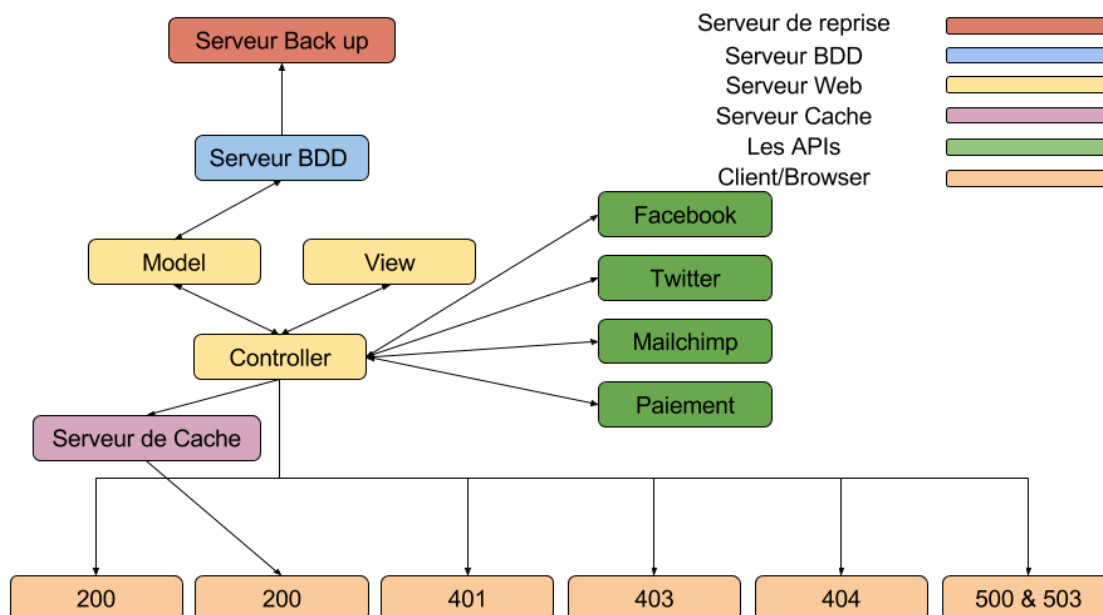 Serveur Back up
Serveur BDD
Model
View
Controller
Serveur de Cache
Facebook
Twitter
Mailchimp
Paiement
200
200
401
403
404
500 & 503
Serveur de reprise
Serveur BDD
Serveur Web
Serveur Cache
Les APIs
Client/Browser